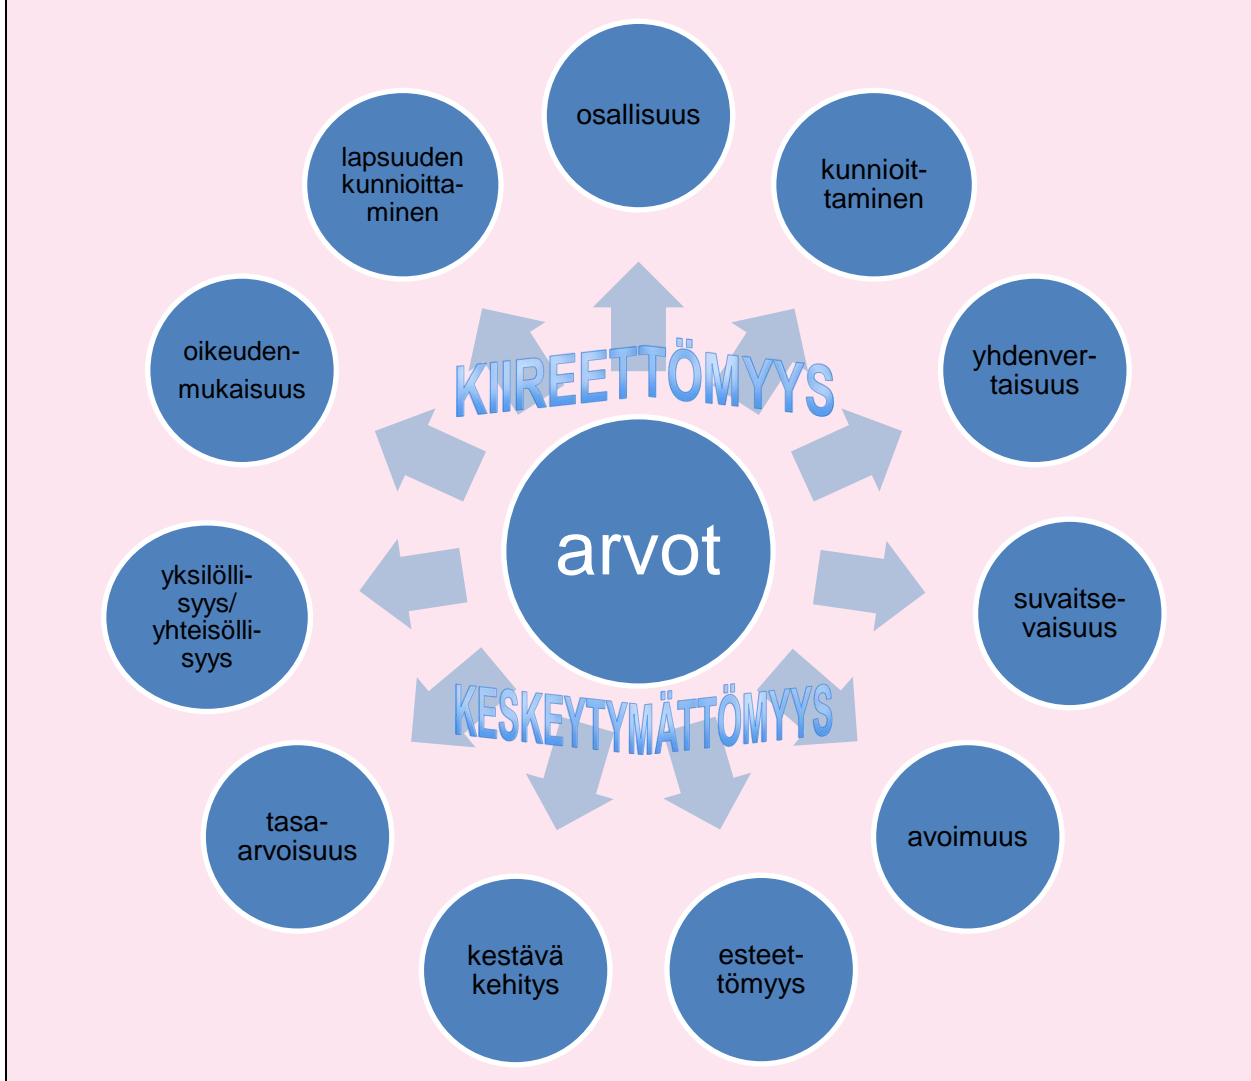 osallisuus
lapsuuden
kunnioitta-
minen
kunnioit-
taminen
oikeuden-
mukaisuus
yhdenver-
taisuus
KIIREETTÖMYYS
arvot
yksilölli-
syys/
yhteisölli-
syys
suvaitse-
vaisuus
KESKEYTYMÄTTÖMYYS
tasa-
arvoisuus
avoimuus
kestävä
kehitys
esteet-
tömyys